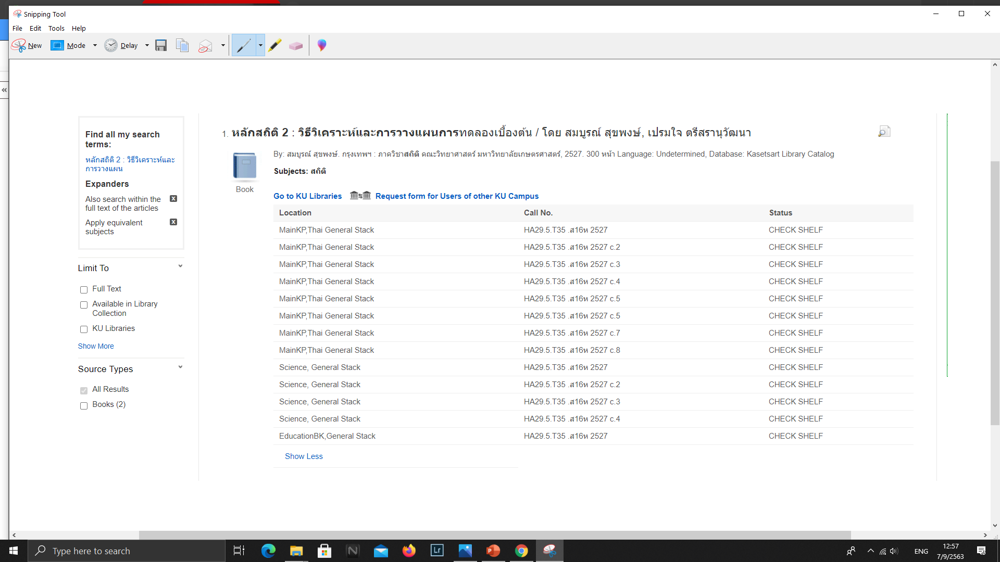 Snipping Tool
File Edit Tools Help
New Mode Delay
«
Find all my search
terms:
หลักสถิติ 2 : วิธีวิเคราะห์และ
การวางแผน
Expanders
Also search within the
full text of the articles
Apply equivalent
subjects
Limit To
Full Text
Available in Library
Collection
KU Libraries
Show More
Source Types
All Results
Books (2)
1. หลักสถิติ 2 : วิธีวิเคราะห์และการวางแผนการทดลองเบื้องต้น / โดย สมบูรณ์ สุขพงษ์, เปรมใจ ตรีสรานุวัฒนา
Book
By: สมบูรณ์ สุขพงษ์. กรุงเทพฯ : ภาควิชาสถิติ คณะวิทยาศาสตร์ มหาวิทยาลัยเกษตรศาสตร์, 2527. 300 หน้า Language: Undetermined, Database: Kasetsart Library Catalog
Subjects: สถิติ
Go to KU Libraries Request form for Users of other KU Campus
Location Call No. Status
MainKP,Thai General Stack HA29.5.T35 .ส16ห 2527 CHECK SHELF
MainKP,Thai General Stack HA29.5.T35 .ส16ห 2527 c.2 CHECK SHELF
MainKP,Thai General Stack HA29.5.T35 .ส16ห 2527 c.3 CHECK SHELF
MainKP,Thai General Stack HA29.5.T35 .ส16ห 2527 c.4 CHECK SHELF
MainKP,Thai General Stack HA29.5.T35 .ส16ห 2527 c.5 CHECK SHELF
MainKP,Thai General Stack HA29.5.T35 .ส16ห 2527 c.5 CHECK SHELF
MainKP,Thai General Stack HA29.5.T35 .ส16ห 2527 c.7 CHECK SHELF
MainKP,Thai General Stack HA29.5.T35 .ส16ห 2527 c.8 CHECK SHELF
Science, General Stack HA29.5.T35 .ส16ห 2527 CHECK SHELF
Science, General Stack HA29.5.T35 .ส16ห 2527 c.2 CHECK SHELF
Science, General Stack HA29.5.T35 .ส16ห 2527 c.3 CHECK SHELF
Science, General Stack HA29.5.T35 .ส16ห 2527 c.4 CHECK SHELF
EducationBK,General Stack HA29.5.T35 .ส16ห 2527 CHECK SHELF
Show Less
Type here to search
N
Lr
P
ENG
12:57
7/9/2563